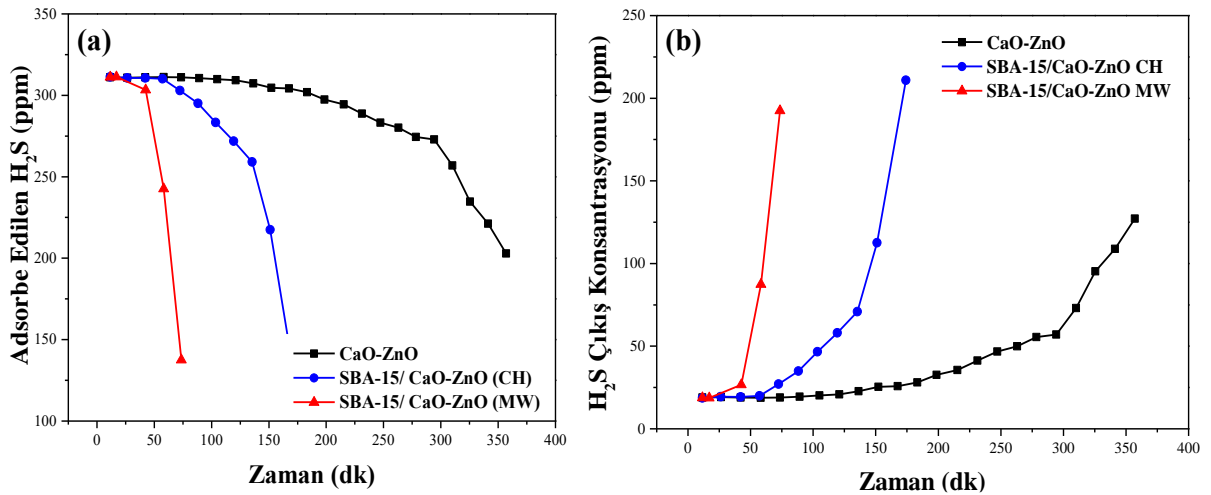 (a)
350
300
250
200
150
100
0
50
100
150
200
250
300
350
400
Adsorbe Edilen H₂S (ppm)
Zaman (dk)
CaO-ZnO
SBA-15/ CaO-ZnO (CH)
SBA-15/ CaO-ZnO (MW)
(b)
250
200
150
100
50
0
0
50
100
150
200
250
300
350
400
H₂S Çıkış Konsantrasyonu (ppm)
Zaman (dk)
CaO-ZnO
SBA-15/CaO-ZnO CH
SBA-15/CaO-ZnO MW